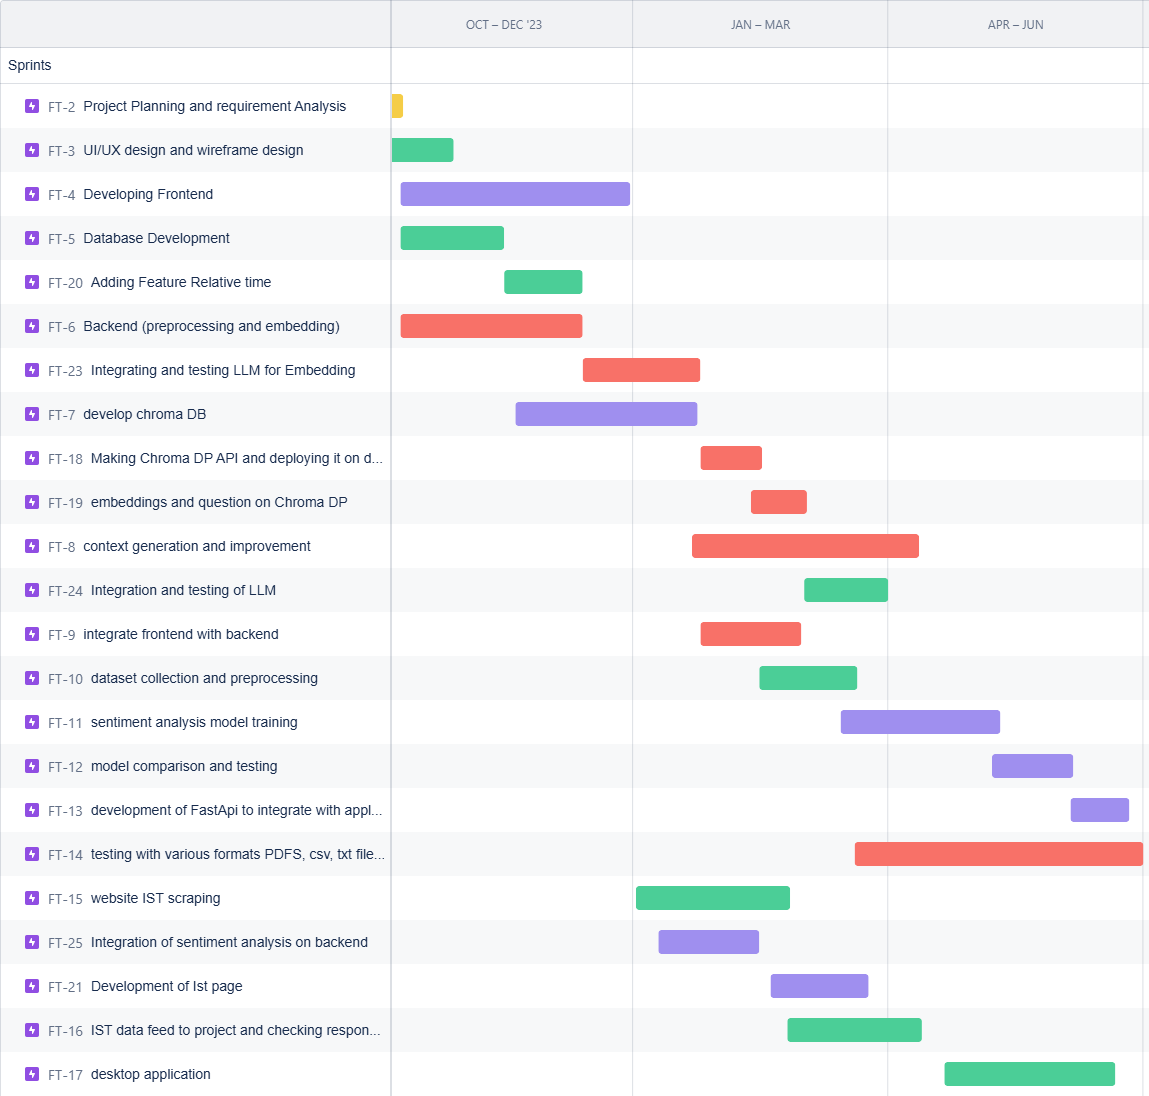 OCT – DEC '23 JAN – MAR APR – JUN
Sprints
FT-2 Project Planning and requirement Analysis
FT-3 UI/UX design and wireframe design
FT-4 Developing Frontend
FT-5 Database Development
FT-20 Adding Feature Relative time
FT-6 Backend (preprocessing and embedding)
FT-23 Integrating and testing LLM for Embedding
FT-7 develop chroma DB
FT-18 Making Chroma DP API and deploying it on d...
FT-19 embeddings and question on Chroma DP
FT-8 context generation and improvement
FT-24 Integration and testing of LLM
FT-9 integrate frontend with backend
FT-10 dataset collection and preprocessing
FT-11 sentiment analysis model training
FT-12 model comparison and testing
FT-13 development of FastApi to integrate with appl...
FT-14 testing with various formats PDFS, csv, txt file...
FT-15 website IST scraping
FT-25 Integration of sentiment analysis on backend
FT-21 Development of Ist page
FT-16 IST data feed to project and checking respon...
FT-17 desktop application